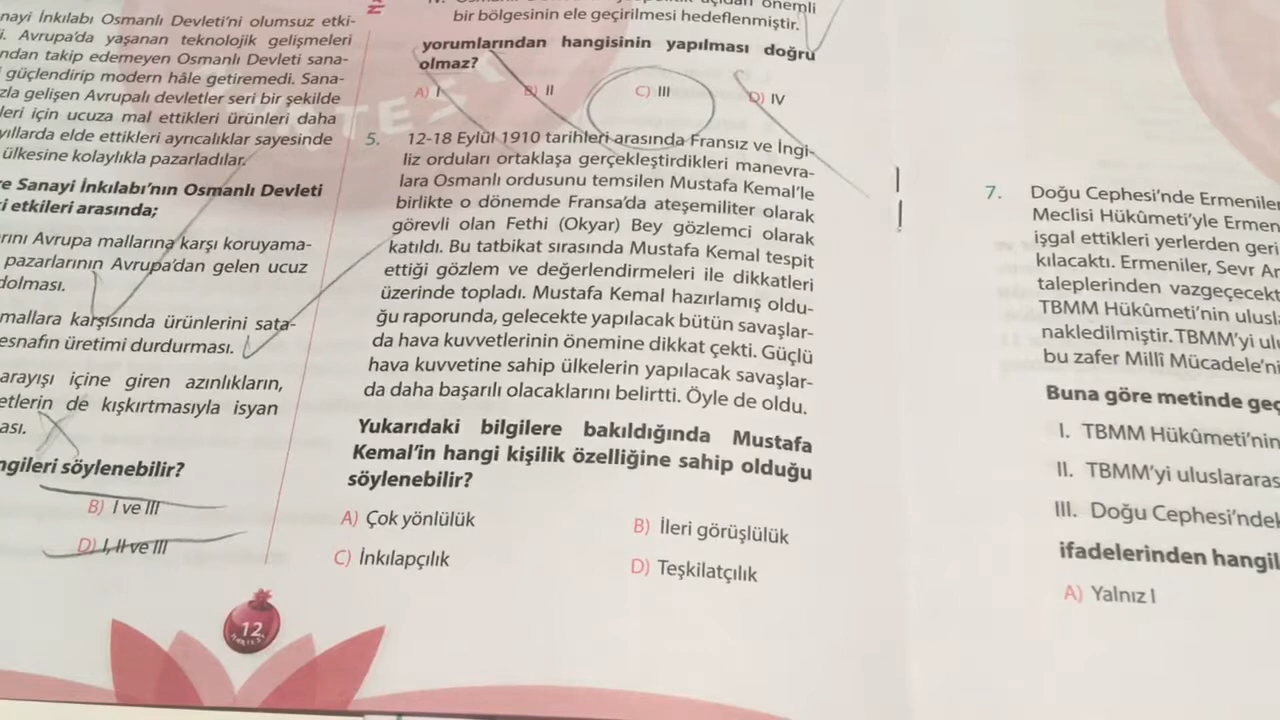 nayi İnkılabı Osmanlı Devleti'ni olumsuz etki-
i. Avrupa'da yaşanan teknolojik gelişmeleri
ndan takip edemeyen Osmanlı Devleti sana-
güçlendirip modern hâle getiremedi. Sana-
zla gelişen Avrupalı devletler seri bir şekilde
leri için ucuza mal ettikleri ürünleri daha
yıllarda elde ettikleri ayrıcalıklar sayesinde
ülkesine kolaylıkla pazarladılar.
re Sanayi İnkılabı'nın Osmanlı Devleti
i etkileri arasında;
rını Avrupa mallarına karşı koruyama-
pazarlarının Avrupa'dan gelen ucuz
dolması.
mallara karşısında ürünlerini sata-
esnafın üretimi durdurması.
arayışı içine giren azınlıkların,
etlerin de kışkırtmasıyla isyan
ası.
ngileri söylenebilir?
B) I ve III
D) I, II ve III
12
önemli
bir bölgesinin ele geçirilmesi hedeflenmiştir.
yorumlarından hangisinin yapılması doğru
olmaz?
A) I B) II C) III D) IV
5. 12-18 Eylül 1910 tarihleri arasında Fransız ve İngi-
liz orduları ortaklaşa gerçekleştirdikleri manevra-
lara Osmanlı ordusunu temsilen Mustafa Kemal'le
birlikte o dönemde Fransa'da ateşemiliter olarak
görevli olan Fethi (Okyar) Bey gözlemci olarak
katıldı. Bu tatbikat sırasında Mustafa Kemal tespit
ettiği gözlem ve değerlendirmeleri ile dikkatleri
üzerinde topladı. Mustafa Kemal hazırlamış oldu-
ğu raporunda, gelecekte yapılacak bütün savaşlar-
da hava kuvvetlerinin önemine dikkat çekti. Güçlü
hava kuvvetine sahip ülkelerin yapılacak savaşlar-
da daha başarılı olacaklarını belirtti. Öyle de oldu.
Yukarıdaki bilgilere bakıldığında Mustafa
Kemal'in hangi kişilik özelliğine sahip olduğu
söylenebilir?
A) Çok yönlülük B) İleri görüşlülük
C) İnkılapçılık D) Teşkilatçılık
7. Doğu Cephesi'nde Ermeniler
Meclisi Hükûmeti'yle Ermen
işgal ettikleri yerlerden geri
kılacaktı. Ermeniler, Sevr Ar
taleplerinden vazgeçecekt
TBMM Hükûmeti'nin ulusl
nakledilmiştir. TBMM'yi ulu
bu zafer Millî Mücadele'ni
Buna göre metinde geç
I. TBMM Hükûmeti'nin
II. TBMM'yi uluslararas
III. Doğu Cephesi'ndek
ifadelerinden hangil
A) Yalnız I